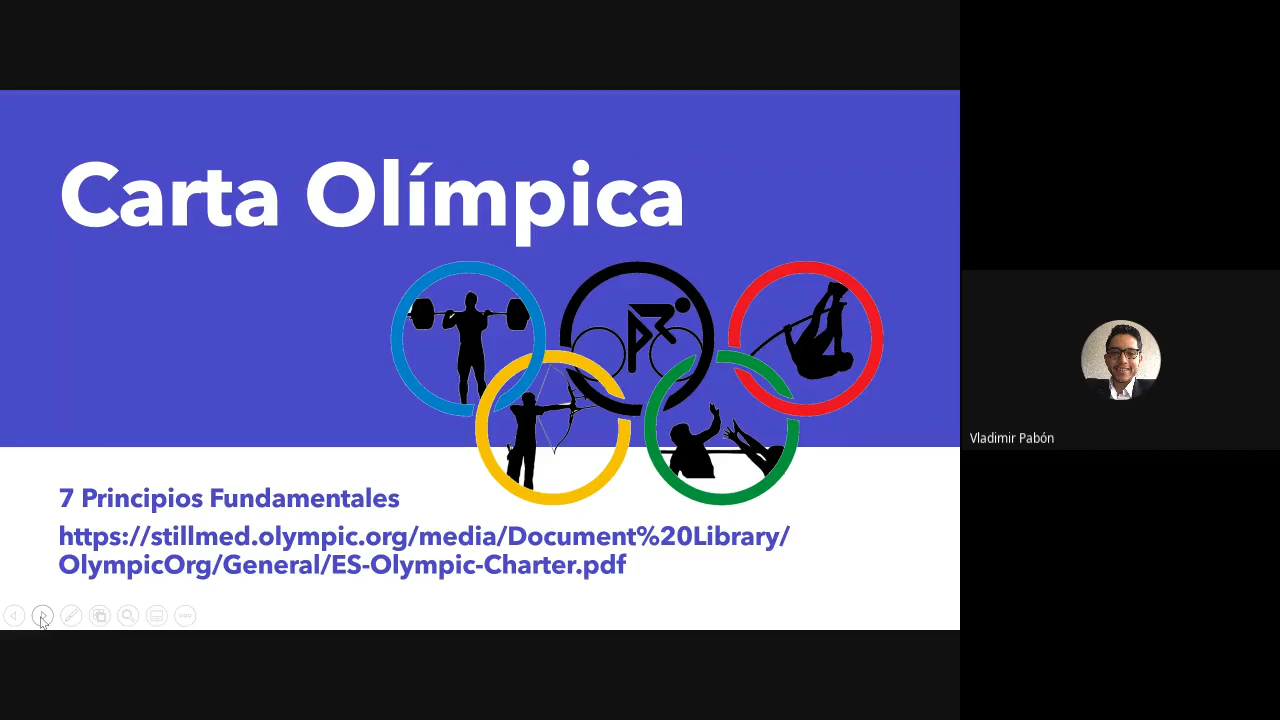 Carta Olímpica
7 Principios Fundamentales
https://stillmed.olympic.org/media/Document%20Library/
OlympicOrg/General/ES-Olympic-Charter.pdf
Vladimir Pabón